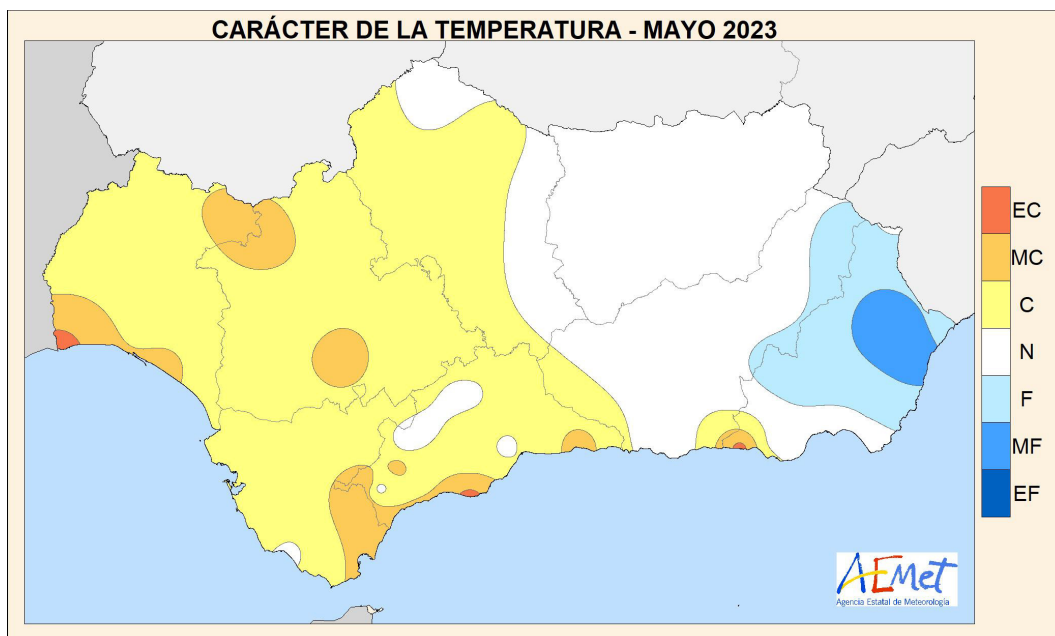 CARÁCTER DE LA TEMPERATURA - MAYO 2023
EC
MC
C
N
F
MF
EF
AEMet
Agencia Estatal de Meteorología